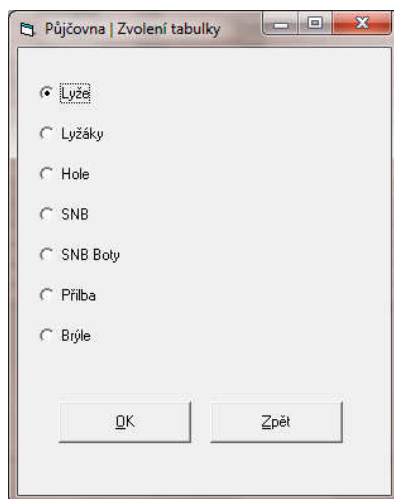 Půjčovna | Zvolení tabulky
Lyže
Lyžáky
Hole
SNB
SNB Boty
Přilba
Brýle
OK
Zpět